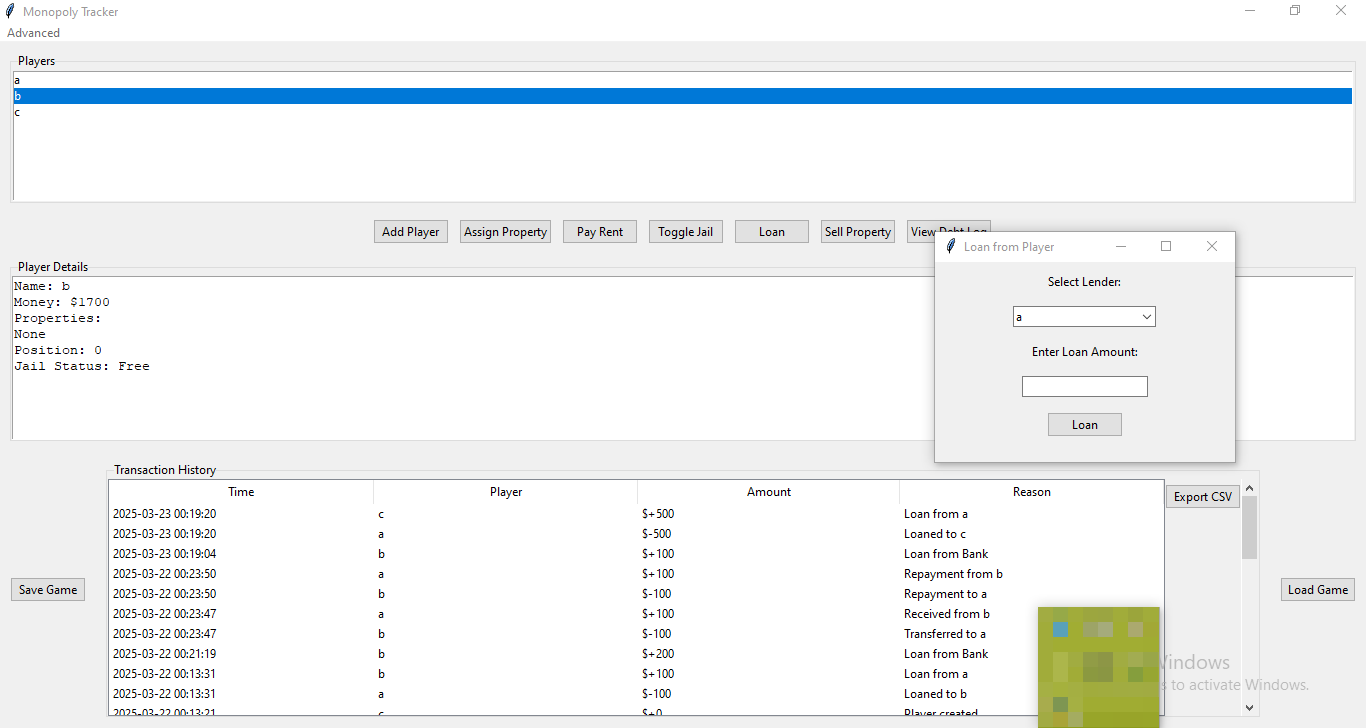 Monopoly Tracker
Advanced
Players
a
b
c
Add Player Assign Property Pay Rent Toggle Jail Loan Sell Property View Debt Log
Loan from Player
Select Lender:
a
Enter Loan Amount:
Loan
Player Details
Name: b
Money: $1700
Properties:
None
Position: 0
Jail Status: Free
Transaction History
Time Player Amount Reason
2025-03-23 00:19:20 c $+500 Loan from a
2025-03-23 00:19:20 a $-500 Loaned to c
2025-03-23 00:19:04 b $+100 Loan from Bank
2025-03-22 00:23:50 a $+100 Repayment from b
2025-03-22 00:23:50 b $-100 Repayment to a
2025-03-22 00:23:47 a $+100 Received from b
2025-03-22 00:23:47 b $-100 Transferred to a
2025-03-22 00:21:19 b $+200 Loan from Bank
2025-03-22 00:13:31 b $+100 Loan from a
2025-03-22 00:13:31 a $-100 Loaned to b
2025-03-22 00:13:21 c $+0 Player created
Export CSV
Save Game
Load Game
Windows
to activate Windows.